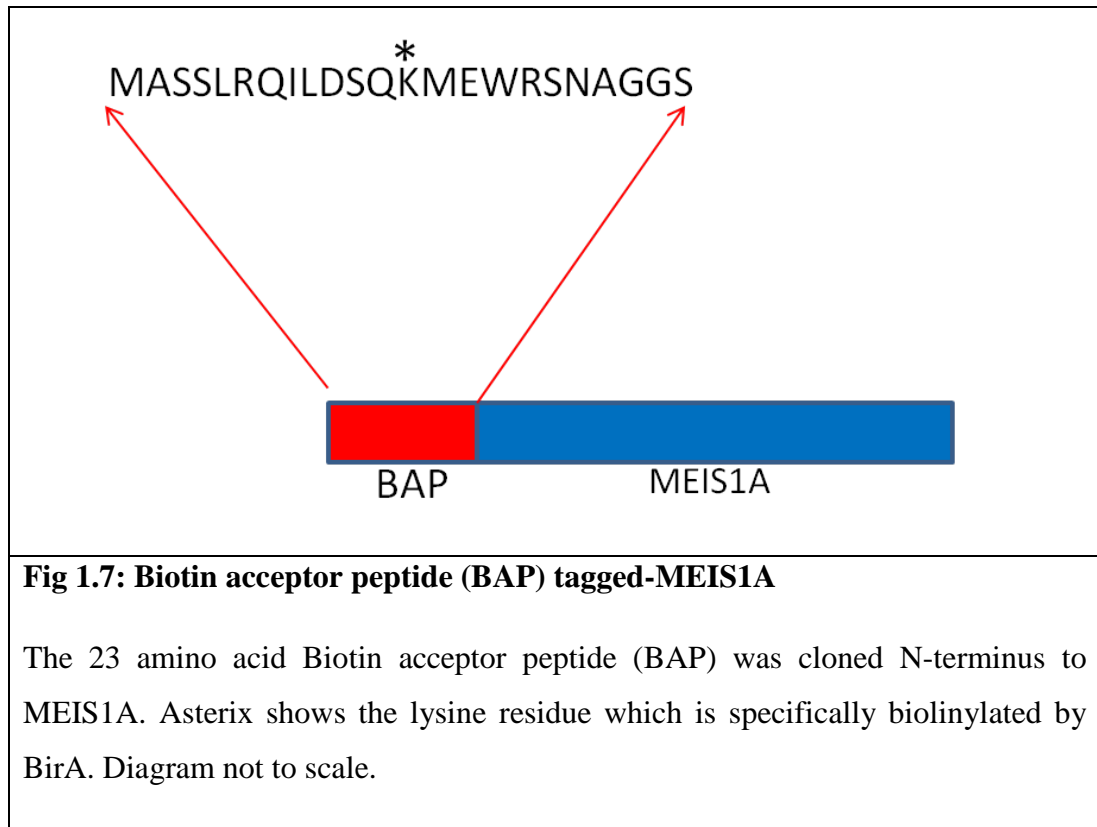 *
MASSLRQILDSQKMEWRSNAGGS
BAP
MEIS1A
Fig 1.7: Biotin acceptor peptide (BAP) tagged-MEIS1A
The 23 amino acid Biotin acceptor peptide (BAP) was cloned N-terminus to
MEIS1A. Asterix shows the lysine residue which is specifically biolinylated by
BirA. Diagram not to scale.